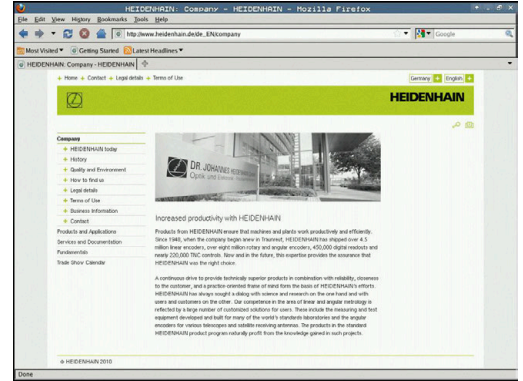 HEIDENHAIN: Company - HEIDENHAIN - Mozilla Firefox
File Edit View History Bookmarks Tools Help
http://www.heidenhain.de/de_EN/company
Google
Most Visited Getting Started Latest Headlines
HEIDENHAIN: Company - HEIDENHAIN
Home Contact Legal details Terms of Use
Germany English
HEIDENHAIN
Company
HEIDENHAIN today
History
Quality and Environment
How to find us
Legal details
Terms of Use
Business Information
Contact
Products and Applications
Services and Documentation
Fundamentals
Trade Show Calendar
DR. JOHANNES HEIDENHAIN
Optik und
Increased productivity with HEIDENHAIN
Products from HEIDENHAIN ensure that machines and plants work productively and efficiently.
Since 1948, when the company began anew in Traunreut, HEIDENHAIN has shipped over 4.5
million linear encoders, over eight million rotary and angular encoders, 450,000 digital readouts and
nearly 220,000 TNC controls. Now and in the future, this expertise provides the assurance that
HEIDENHAIN was the right choice.
A continuous drive to provide technically superior products in combination with reliability, closeness
to the customer, and a practice-oriented frame of mind form the basis of HEIDENHAIN's efforts.
HEIDENHAIN has always sought a dialog with science and research on the one hand and with
users and customers on the other. Our competence in the area of linear and angular metrology is
reflected by a large number of customized solutions for users. These include the measuring and test
equipment developed and built for many of the world's standards laboratories and the angular
encoders for various telescopes and satellite receiving antennas. The products in the standard
HEIDENHAIN product program naturally profit from the knowledge gained in such projects.
© HEIDENHAIN 2010
Done